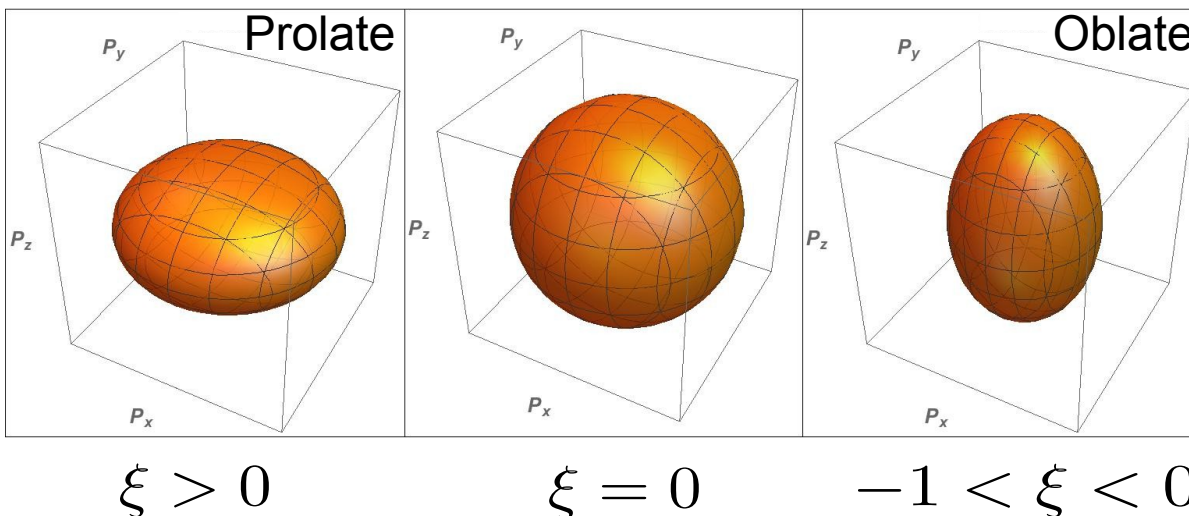 Prolate
P_y
P_z
P_x
P_y
P_z
P_x
Oblate
P_y
P_z
P_x
ξ > 0
ξ = 0
−1 < ξ < 0